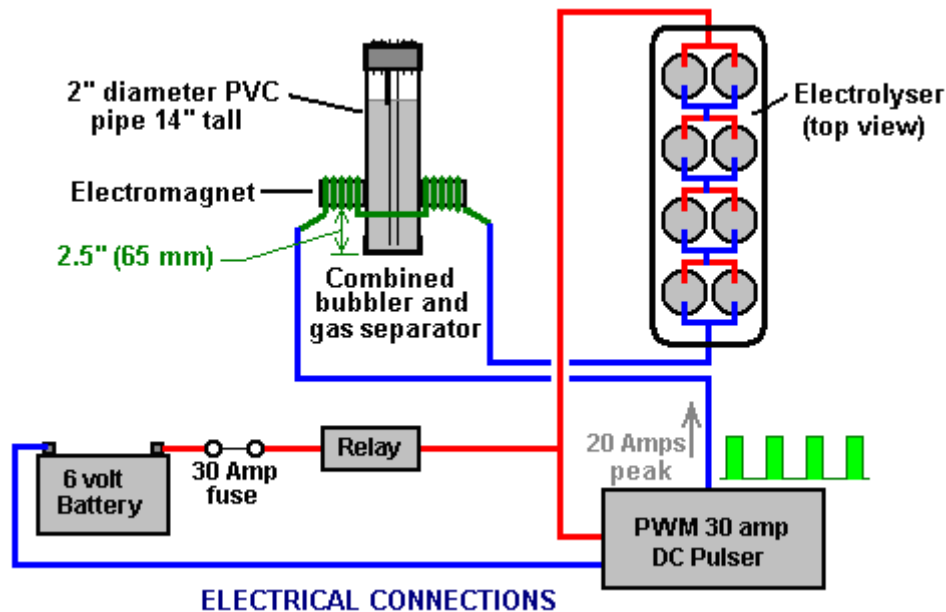 2" diameter PVC
pipe 14" tall
Electrolyser
(top view)
Electromagnet
2.5" (65 mm)
Combined
bubbler and
gas separator
6 volt
Battery
30 Amp
fuse
Relay
20 Amps
peak
PWM 30 amp
DC Pulser
ELECTRICAL CONNECTIONS